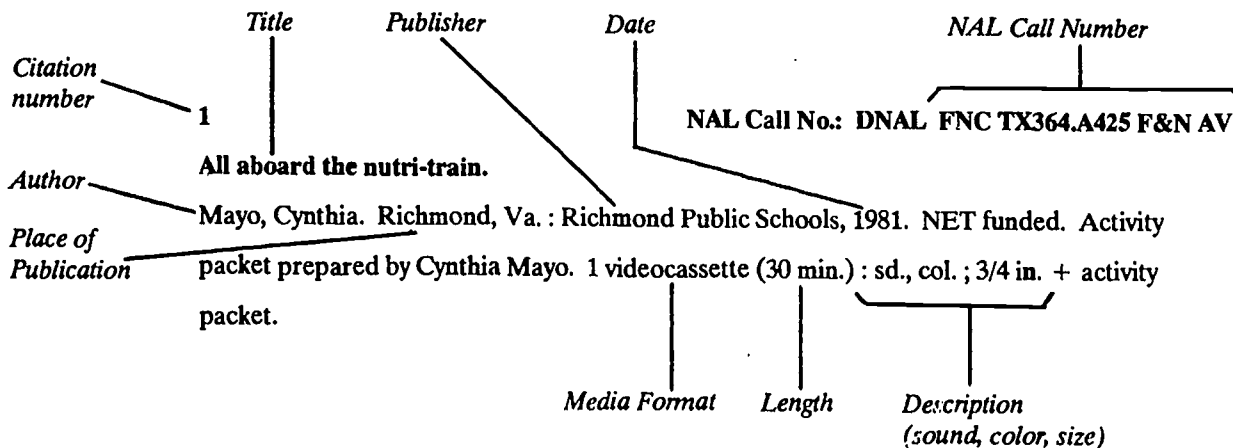 Title Publisher Date NAL Call Number
Citation
number
1 NAL Call No.: DNAL FNC TX364.A425 F&N AV
All aboard the nutri-train.
Author
Mayo, Cynthia. Richmond, Va. : Richmond Public Schools, 1981. NET funded. Activity
Place of
Publication
packet prepared by Cynthia Mayo. 1 videocassette (30 min.) : sd., col. ; 3/4 in. + activity
packet.
Media Format Length Description
(sound, color, size)